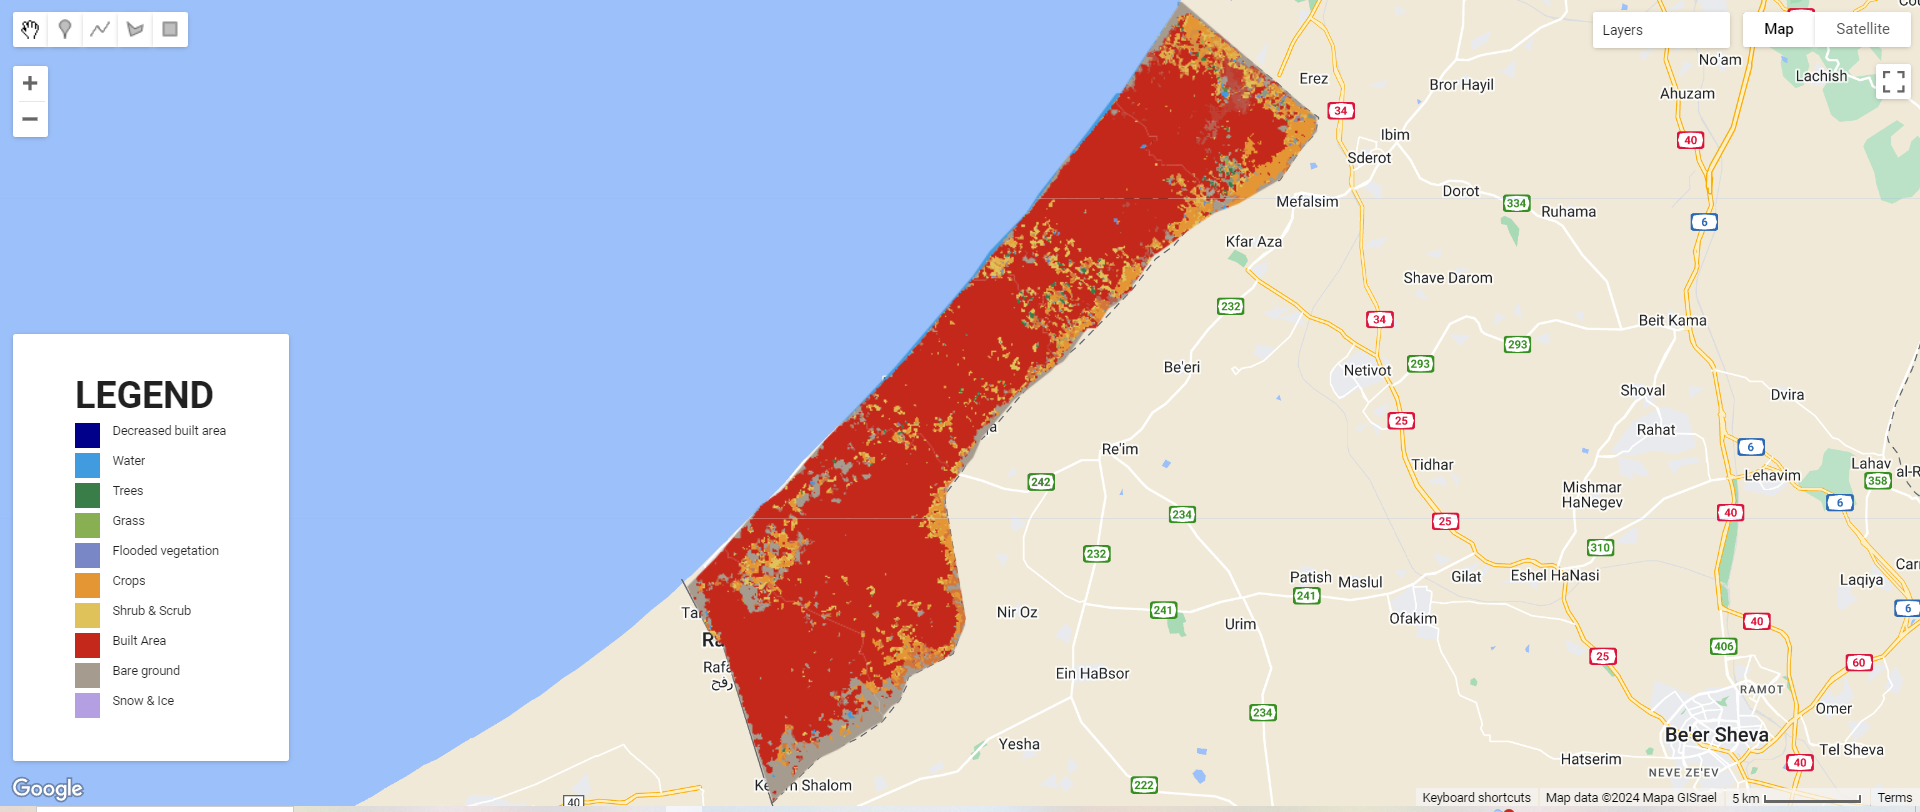 Layers
Map
Satellite
No'am
Lachish
Ahuzam
Erez
Bror Hayil
34
Ibim
40
Sderot
Dorot
334
Ruhama
6
Mefalsim
Kfar Aza
Shave Darom
232
34
Beit Kama
293
293
Be'eri
Netivot
Shoval
Dvira
25
Rahat
6
Re'im
Tidhar
Lahav
Lehavim
358
al-R
242
Mishmar
HaNegev
6
234
25
40
232
310
Patish
Maslul
Gilat
Eshel HaNasi
Laqiya
241
241
Nir Oz
Urim
Ofakim
6
40
406
25
60
Ein HaBsor
RAMOT
Omer
234
Be'er Sheva
Yesha
Tel Sheva
Hatserim
40
NEVE ZE'EV
222
Shalom
40
Rafa
رفح
LEGEND
Decreased built area
Water
Trees
Grass
Flooded vegetation
Crops
Shrub & Scrub
Built Area
Bare ground
Snow & Ice
Google
Keyboard shortcuts
Map data ©2024 Mapa GISrael
5 km
Terms